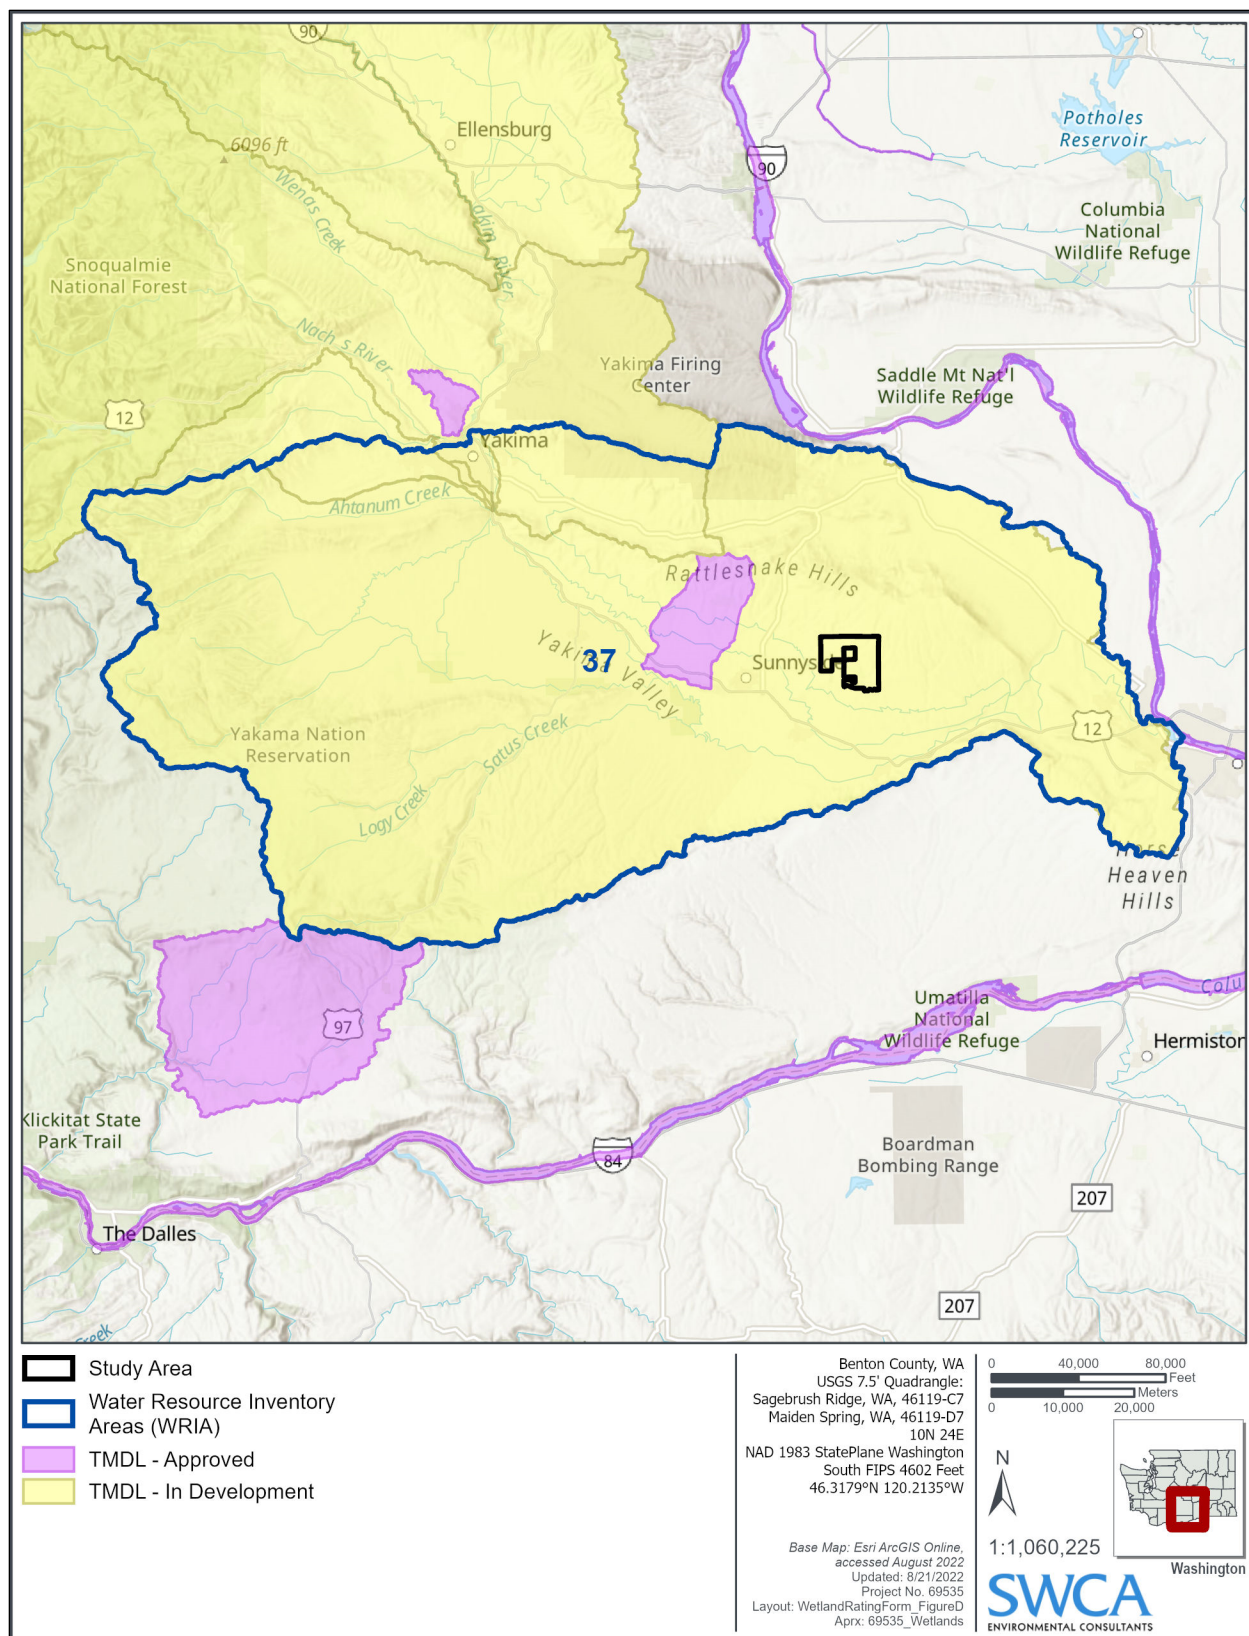 90
Ellensburg
6096 ft
Wenas Creek
Potholes
Reservoir
90
Columbia
National
Wildlife Refuge
Snoqualmie
National Forest
Yakima Firing
Center
Saddle Mt Nat'l
Wildlife Refuge
12
Yakima
Ahtanum Creek
Rattlesnake Hills
37
Valley
12
Yakama Nation
Reservation
Satus Creek
Logy Creek
Heaven
Hills
97
Umatilla
National
Wildlife Refuge
Hermiston
Klickitat State
Park Trail
84
Boardman
Bombing Range
207
The Dalles
207
Study Area
Water Resource Inventory
Areas (WRIA)
TMDL - Approved
TMDL - In Development
Benton County, WA
USGS 7.5' Quadrangle:
Sagebrush Ridge, WA, 46119-C7
Maiden Spring, WA, 46119-D7
10N 24E
NAD 1983 StatePlane Washington
South FIPS 4602 Feet
46.3179ºN 120.2135ºW
Base Map: Esri ArcGIS Online,
accessed August 2022
Updated: 8/21/2022
Project No. 69535
Layout: WetlandRatingForm_FigureD
Aprx: 69535_Wetlands
0 40,000 80,000
Feet
Meters
0 10,000 20,000
N
1:1,060,225
Washington
SWCA
ENVIRONMENTAL CONSULTANTS